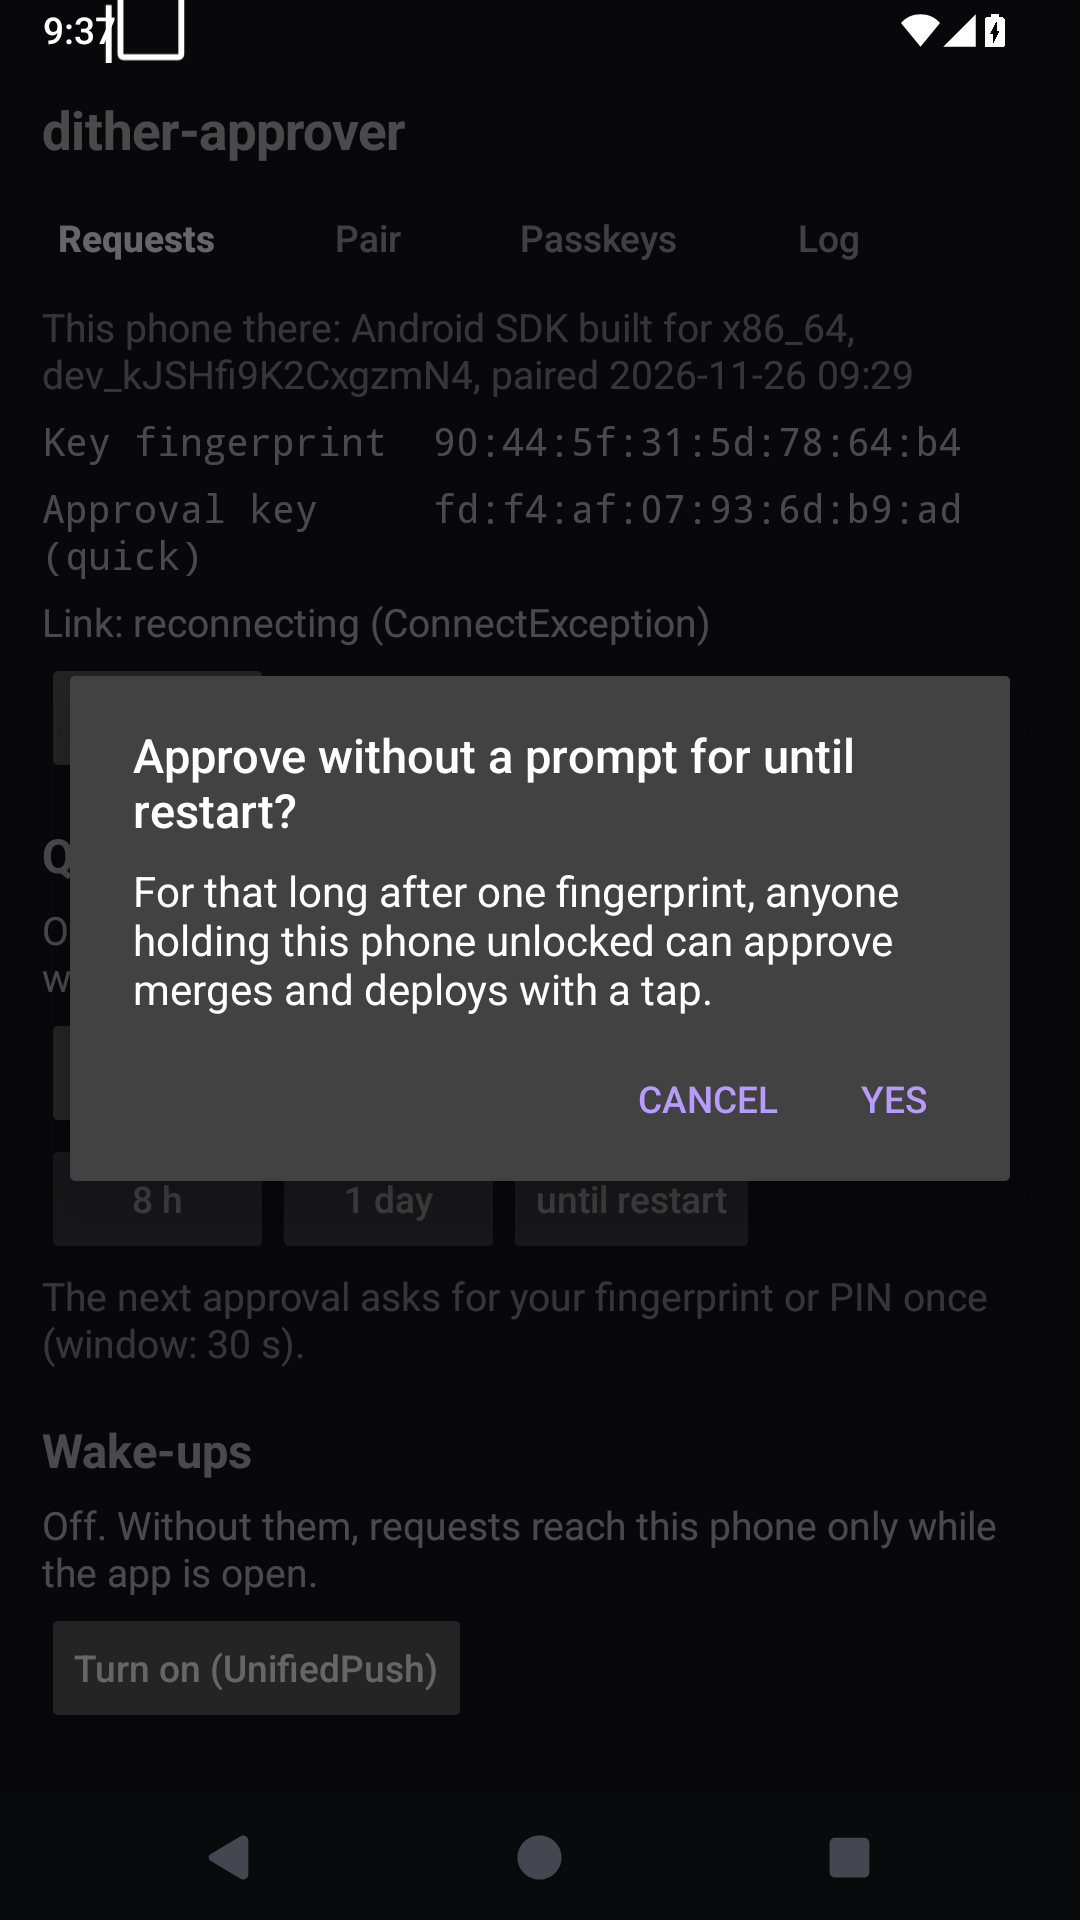 9:37
dither-approver
Requests Pair Passkeys Log
This phone there: Android SDK built for x86_64,
dev_kJSHfi9K2CxgzmN4, paired 2026-11-26 09:29
Key fingerprint 90:44:5f:31:5d:78:64:b4
Approval key fd:f4:af:07:93:6d:b9:ad
(quick)
Link: reconnecting (ConnectException)
Approve without a prompt for until
restart?
For that long after one fingerprint, anyone
holding this phone unlocked can approve
merges and deploys with a tap.
CANCEL YES
8 h 1 day until restart
The next approval asks for your fingerprint or PIN once
(window: 30 s).
Wake-ups
Off. Without them, requests reach this phone only while
the app is open.
Turn on (UnifiedPush)